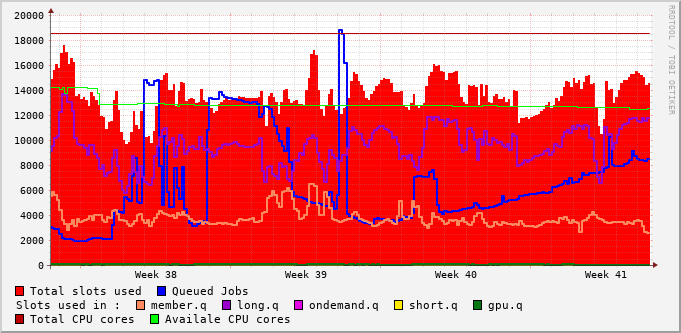 20000
18000
16000
14000
12000
10000
8000
6000
4000
2000
0
Week 38 Week 39 Week 40 Week 41
Total slots used Queued Jobs
Slots used in : member.q long.q ondemand.q short.q gpu.q
Total CPU cores Availale CPU cores
RRDTOOL / TOBI OETIKER